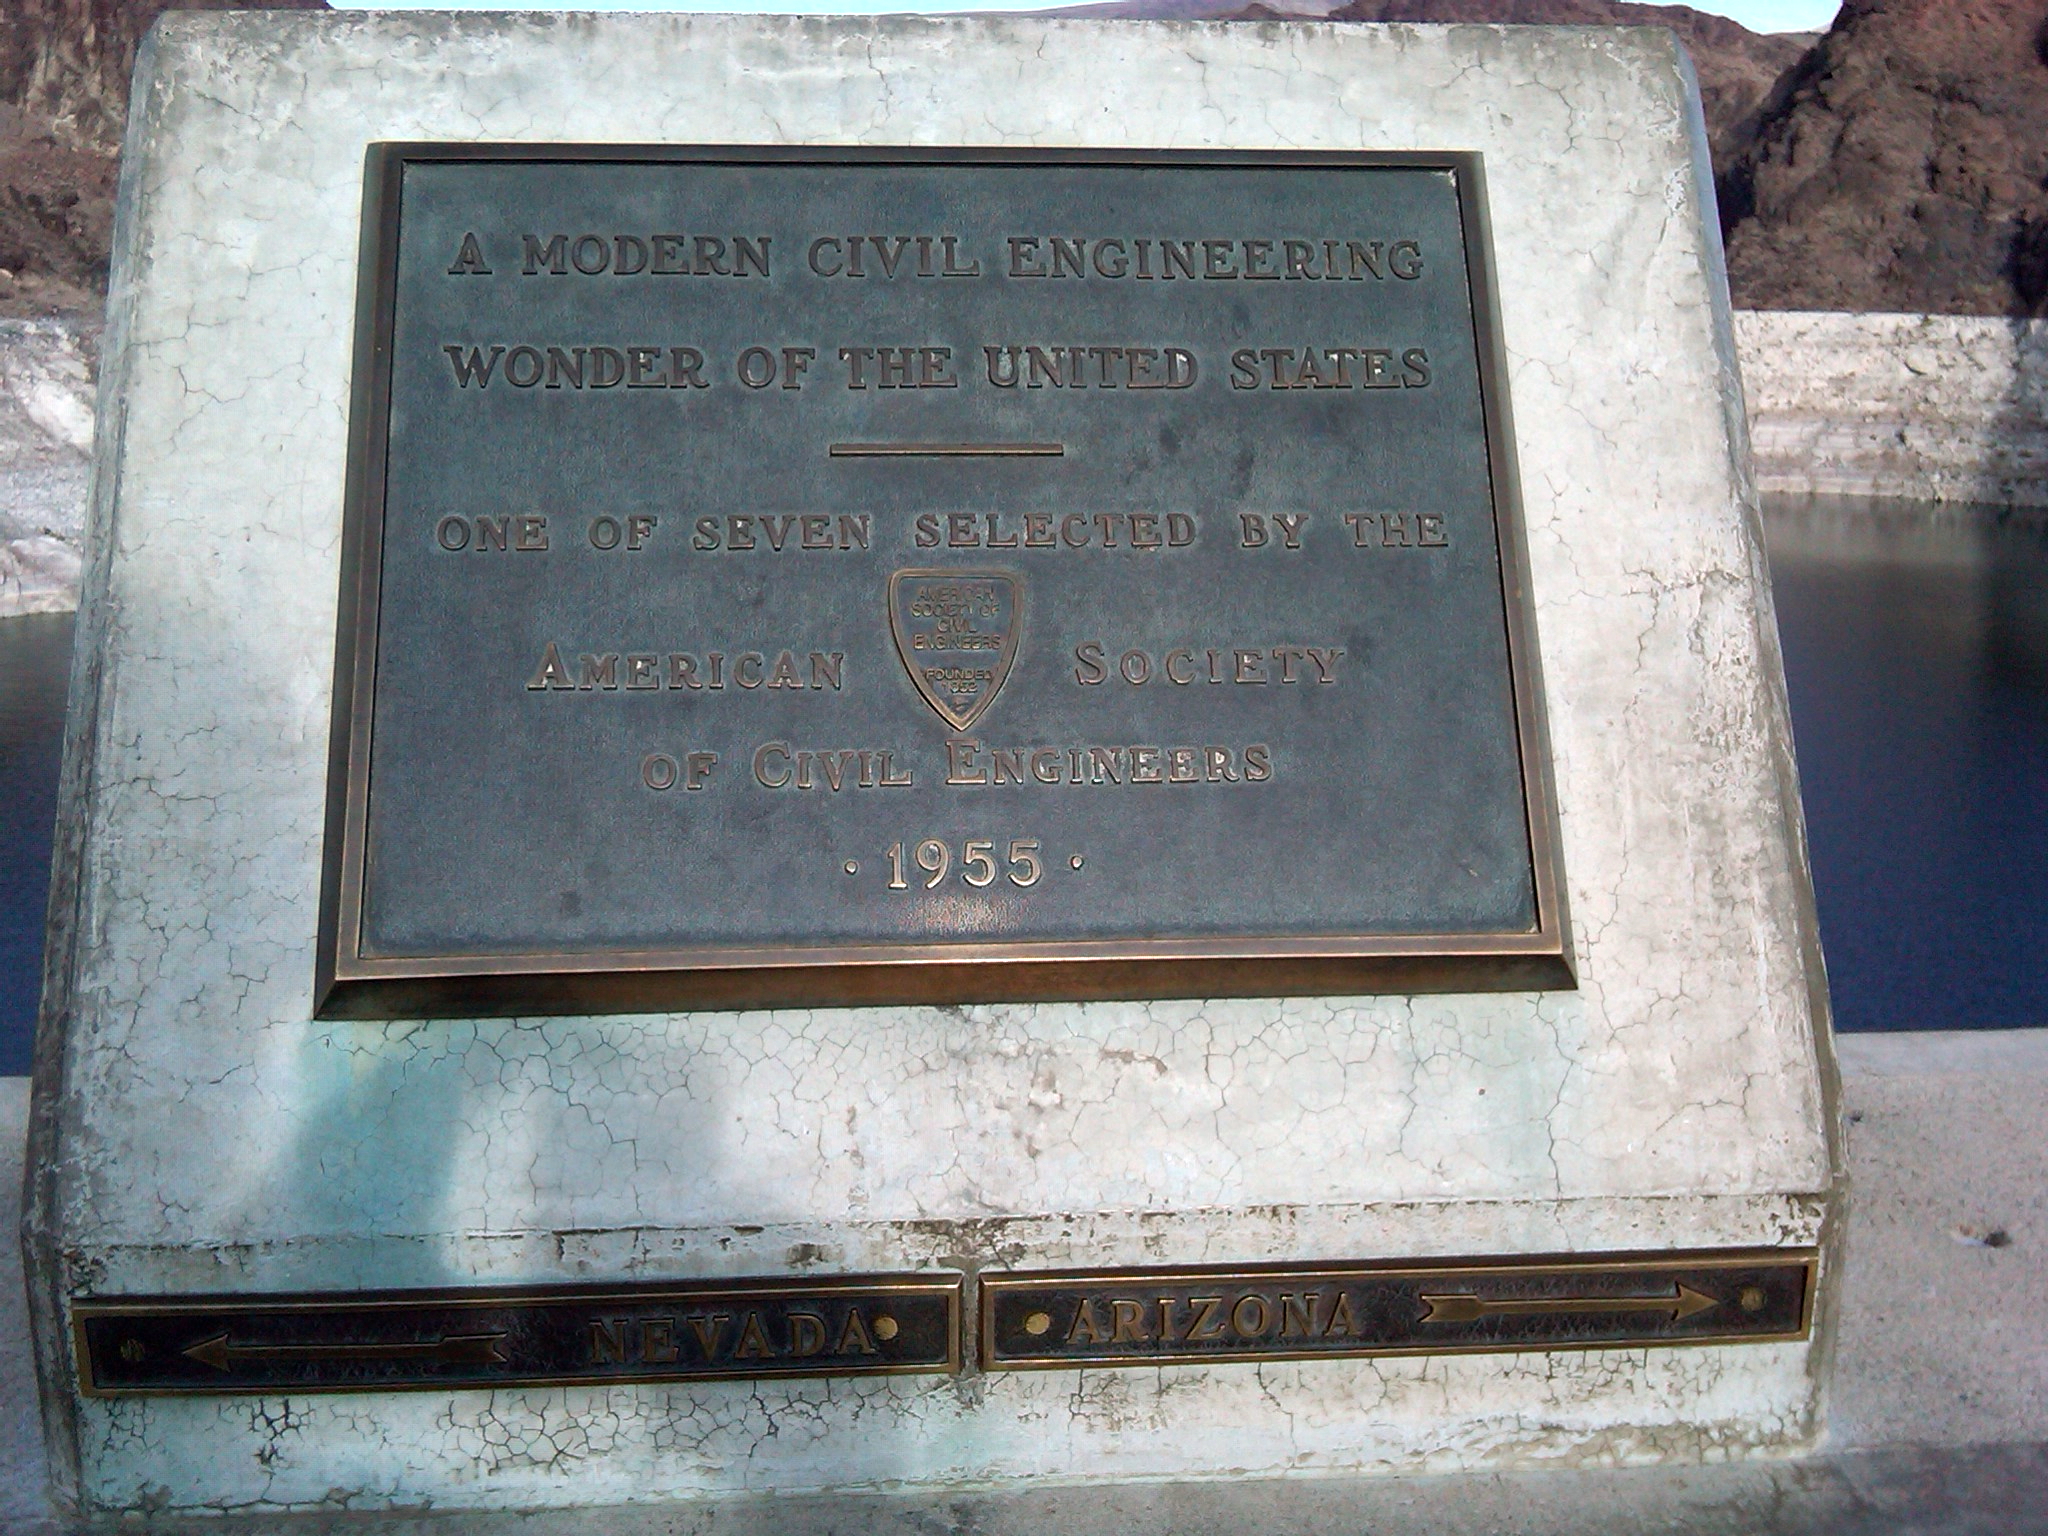 A MODERN CIVIL ENGINEERING
WONDER OF THE UNITED STATES
ONE OF SEVEN SELECTED BY THE
AMERICAN SOCIETY
AMERICAN
SOCIETY OF
CIVIL
ENGINEERS
FOUNDED
1852
OF CIVIL ENGINEERS
· 1955 ·
NEVADA
ARIZONA